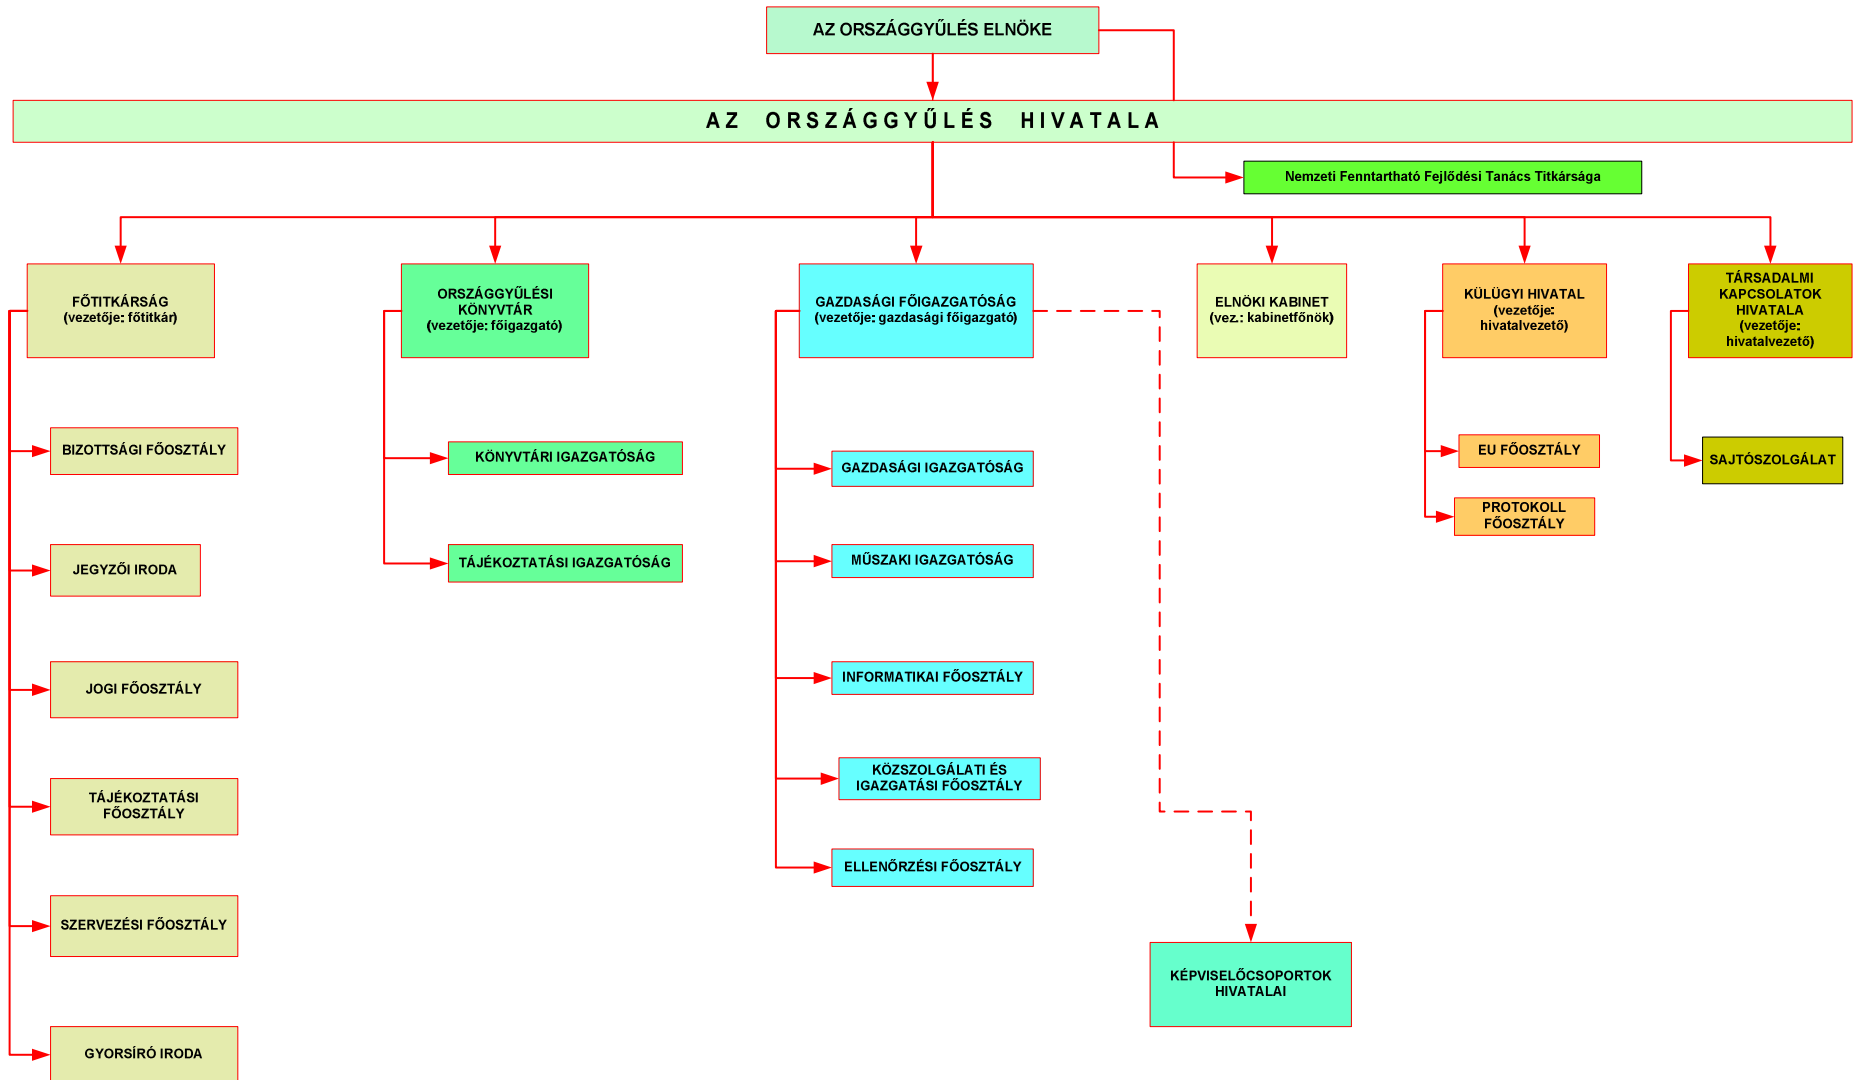 AZ ORSZÁGGYŰLÉS ELNÖKE
AZ ORSZÁGGYŰLÉS HIVATALA
Nemzeti Fenntartható Fejlődési Tanács Titkársága
FŐTITKÁRSÁG
(vezetője: főtitkár)
ORSZÁGGYŰLÉSI
KÖNYVTÁR
(vezetője: főigazgató)
GAZDASÁGI FŐIGAZGATÓSÁG
(vezetője: gazdasági főigazgató)
ELNÖKI KABINET
(vez.: kabinetfőnök)
KÜLÜGYI HIVATAL
(vezetője:
hivatalvezető)
TÁRSADALMI
KAPCSOLATOK
HIVATALA
(vezetője:
hivatalvezető)
BIZOTTSÁGI FŐOSZTÁLY
JEGYZŐI IRODA
JOGI FŐOSZTÁLY
TÁJÉKOZTATÁSI
FŐOSZTÁLY
SZERVEZÉSI FŐOSZTÁLY
GYORSÍRÓ IRODA
KÖNYVTÁRI IGAZGATÓSÁG
TÁJÉKOZTATÁSI IGAZGATÓSÁG
GAZDASÁGI IGAZGATÓSÁG
MŰSZAKI IGAZGATÓSÁG
INFORMATIKAI FŐOSZTÁLY
KÖZSZOLGÁLATI ÉS
IGAZGATÁSI FŐOSZTÁLY
ELLENŐRZÉSI FŐOSZTÁLY
KÉPVISELŐCSOPORTOK
HIVATALAI
EU FŐOSZTÁLY
PROTOKOLL
FŐOSZTÁLY
SAJTÓSZOLGÁLAT